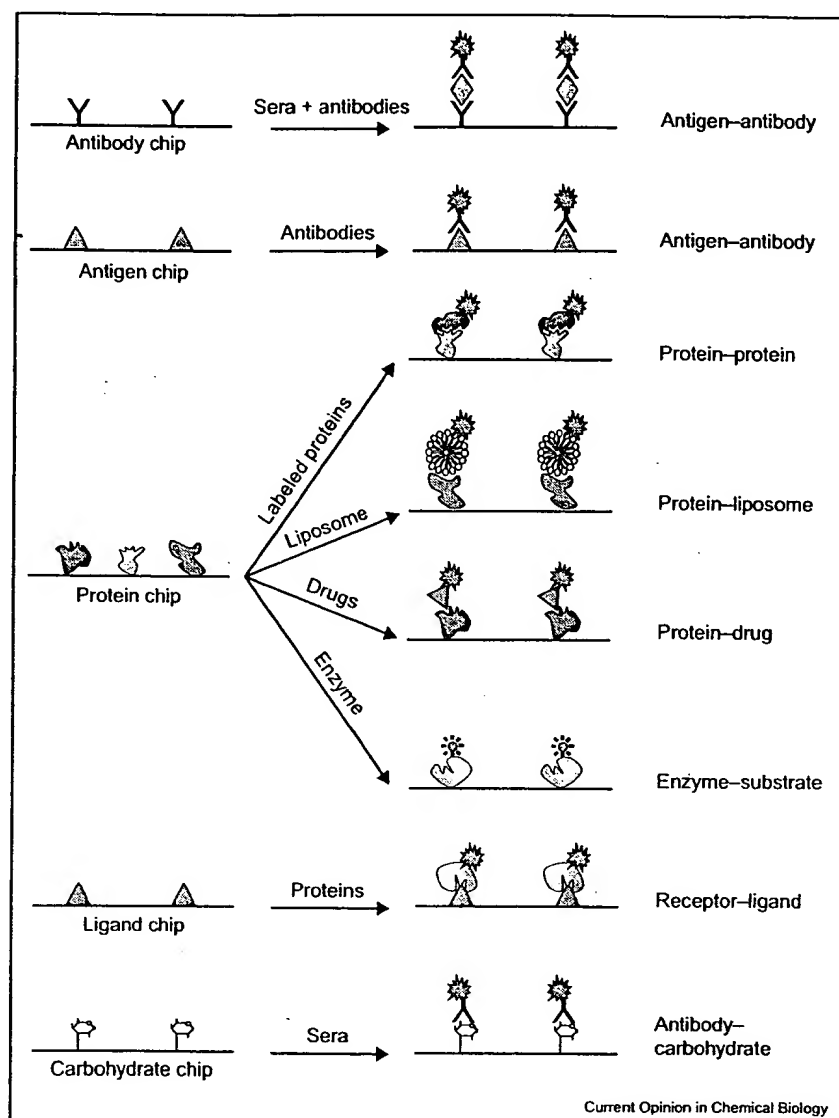 Sera + antibodies
Antibody chip
Antigen–antibody
Antibodies
Antigen chip
Antigen–antibody
Labeled proteins
Protein–protein
Liposome
Protein–liposome
Protein chip
Drugs
Protein–drug
Enzyme
Enzyme–substrate
Proteins
Ligand chip
Receptor–ligand
Sera
Carbohydrate chip
Antibody–
carbohydrate
Current Opinion in Chemical Biology